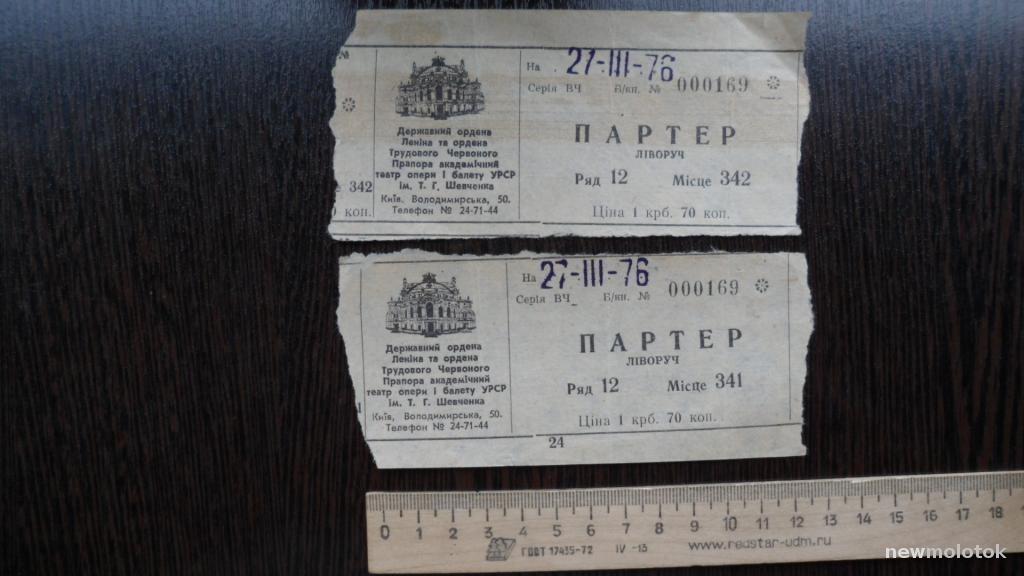 №
342
коп.
Державний ордена
Леніна та ордена
Трудового Червоного
Прапора академічний
театр опери і балету УРСР
ім. Т. Г. Шевченка
Київ, Володимирська, 50.
Телефон № 24-71-44
На 27-III-76
Серія ВЧ Б/кн. № 000169
ПАРТЕР
ЛІВОРУЧ
Ряд 12 Місце 342
Ціна 1 крб. 70 коп.
Державний ордена
Леніна та ордена
Трудового Червоного
Прапора академічний
театр опери і балету УРСР
ім. Т. Г. Шевченка
Київ, Володимирська, 50.
Телефон № 24-71-44
На 27-III-76
Серія ВЧ Б/кн. № 000169
ПАРТЕР
ЛІВОРУЧ
Ряд 12 Місце 341
Ціна 1 крб. 70 коп.
24
0 1 2 3 4 5 6 7 8 9 10 11 12 13 14 15 16 17 18
ГОСТ 17435-72 IV -13 www.redstar-udm.ru
newmolotok